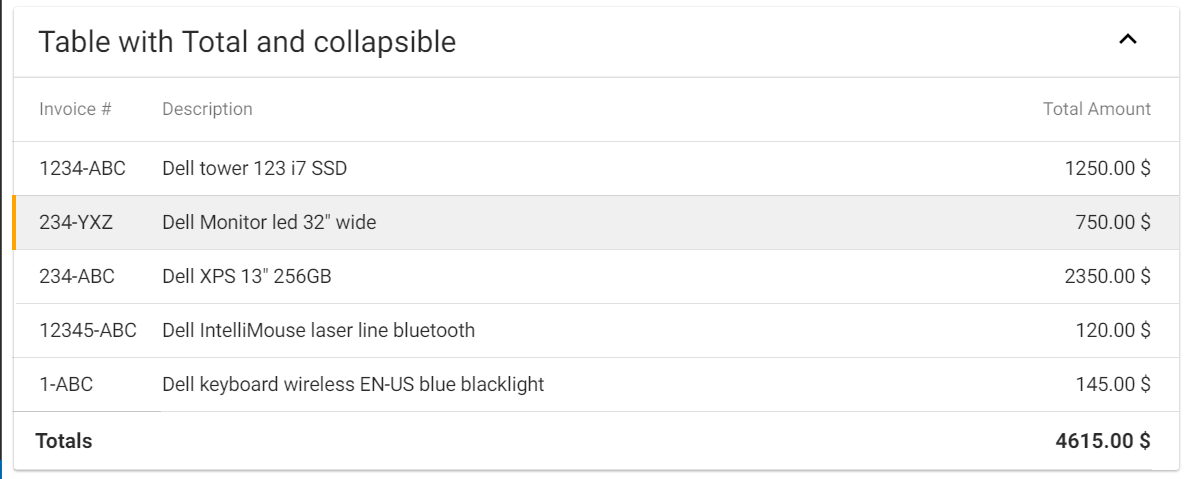 Table with Total and collapsible
Invoice # Description Total Amount
1234-ABC Dell tower 123 i7 SSD 1250.00 $
234-YXZ Dell Monitor led 32" wide 750.00 $
234-ABC Dell XPS 13" 256GB 2350.00 $
12345-ABC Dell IntelliMouse laser line bluetooth 120.00 $
1-ABC Dell keyboard wireless EN-US blue blacklight 145.00 $
Totals 4615.00 $